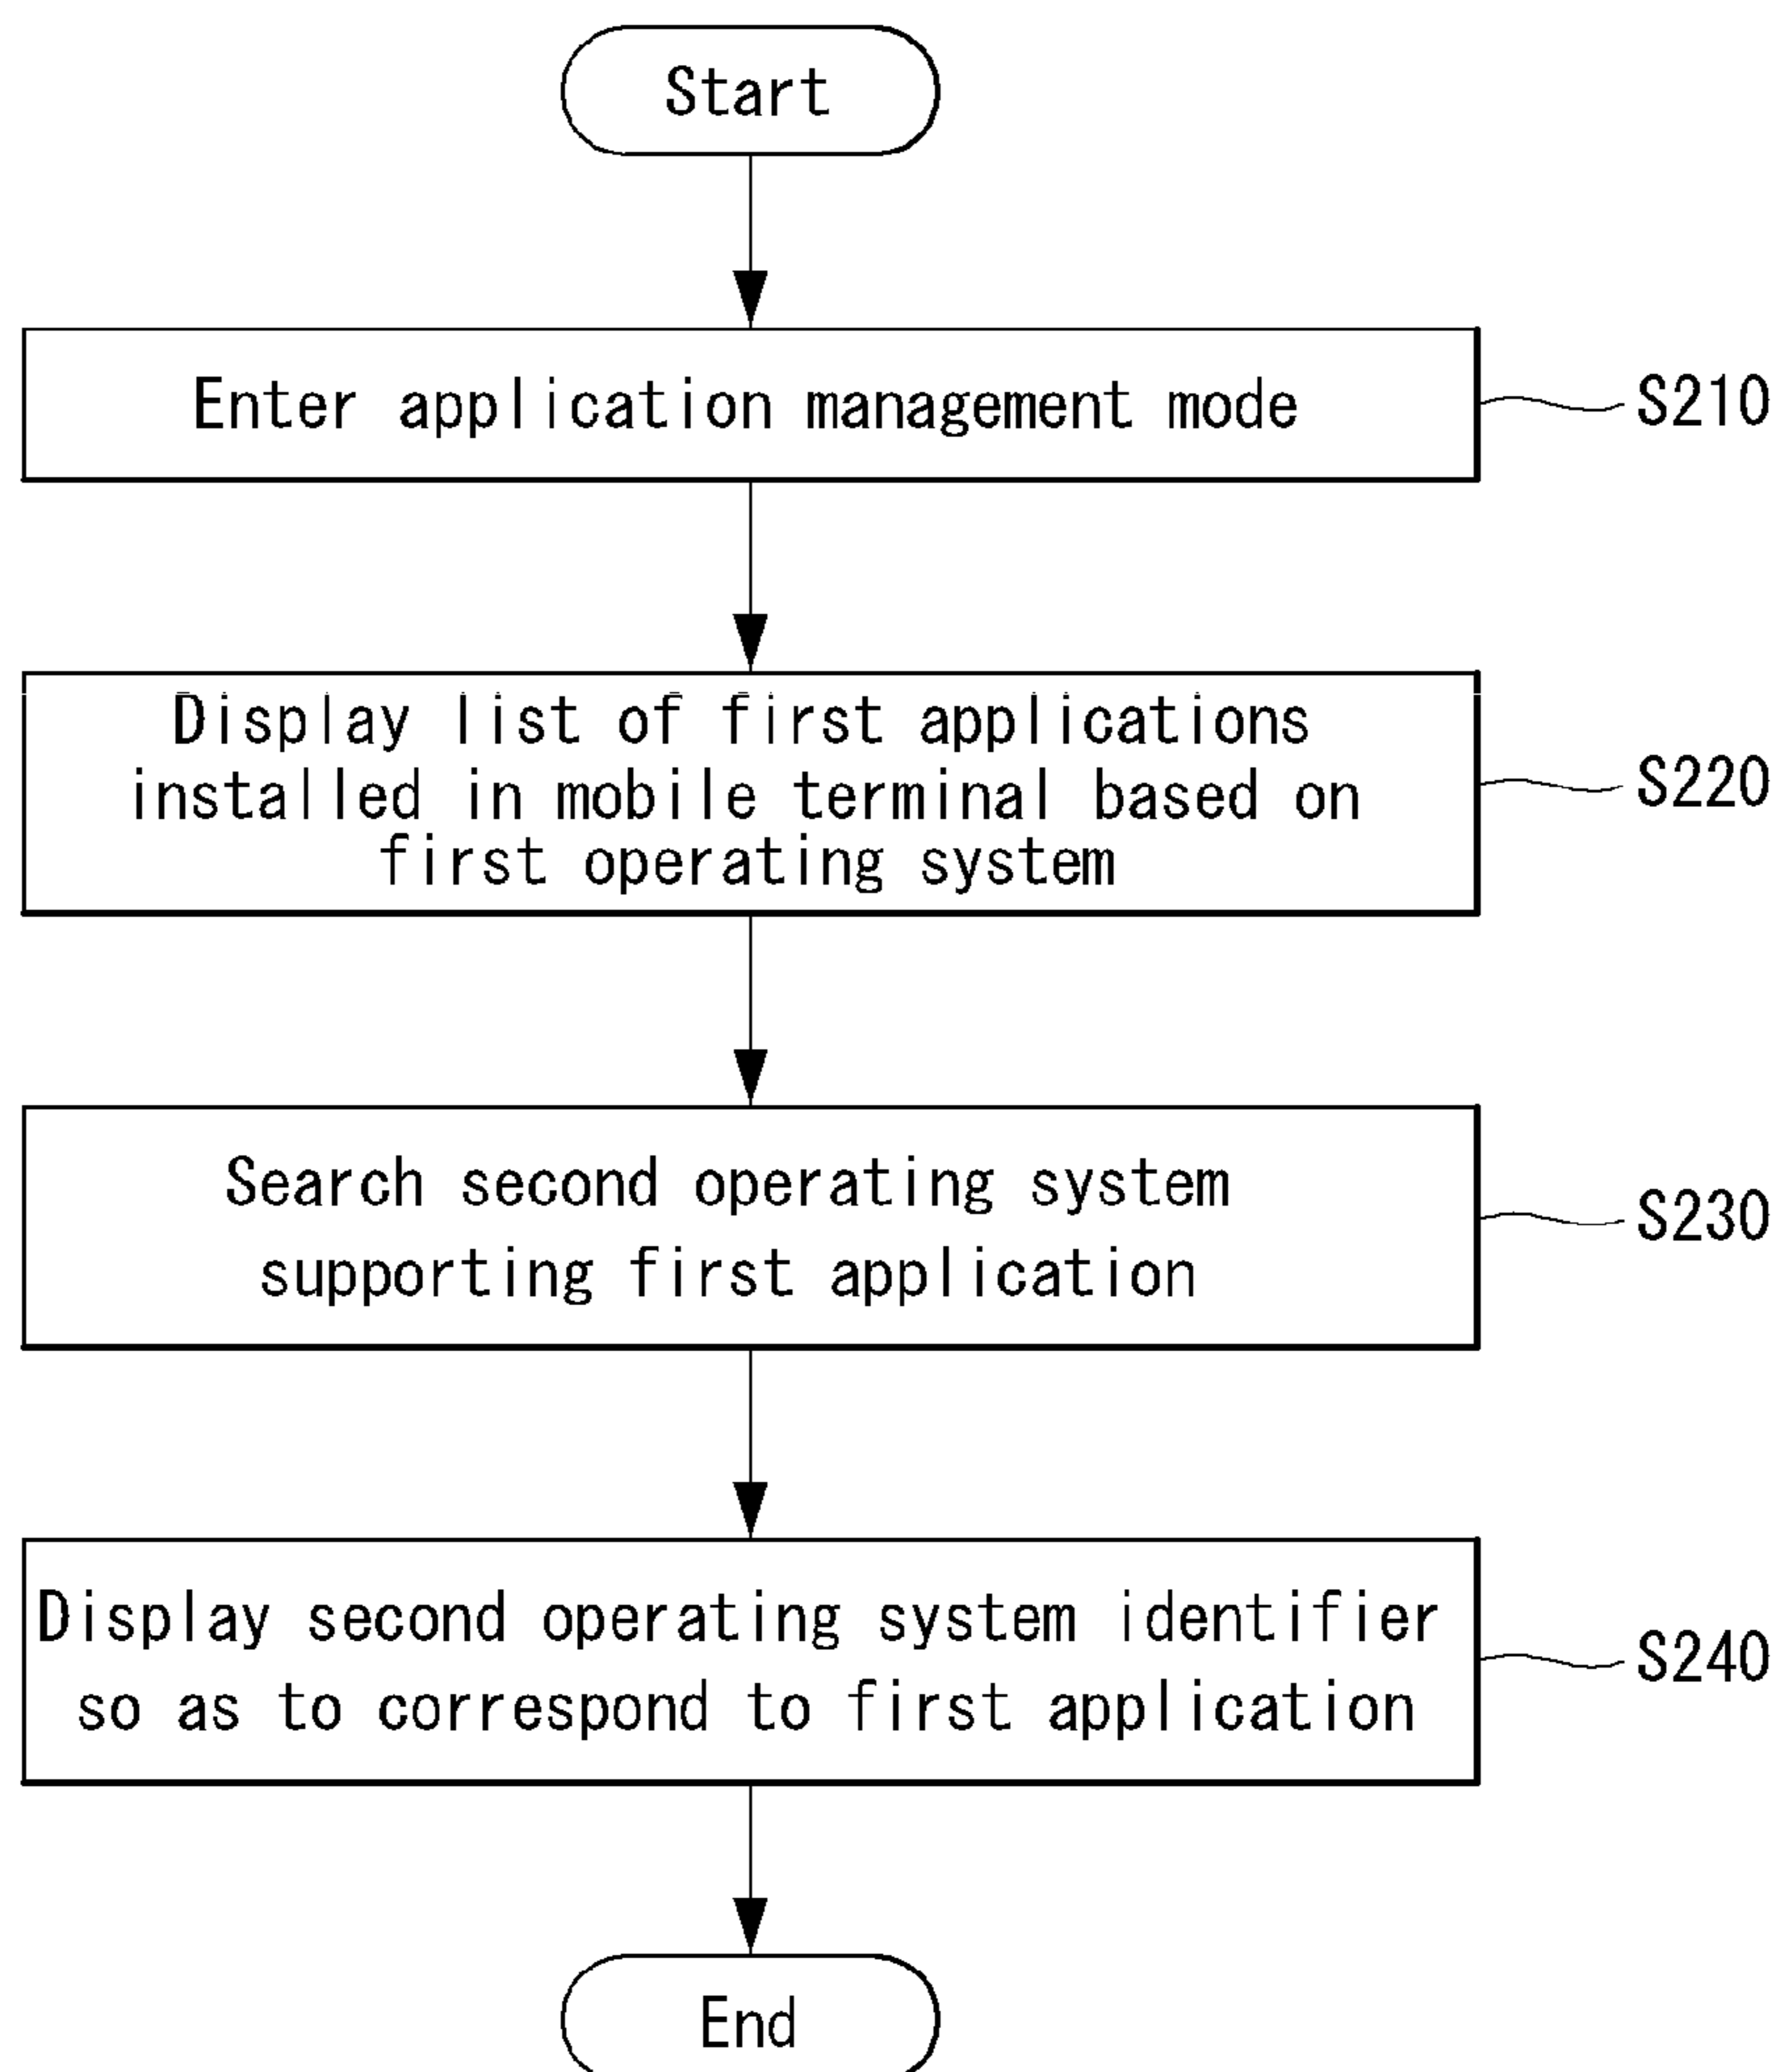 Start
Enter application management mode
S210
Display list of first applications
installed in mobile terminal based on
first operating system
S220
Search second operating system
supporting first application
S230
Display second operating system identifier
so as to correspond to first application
S240
End